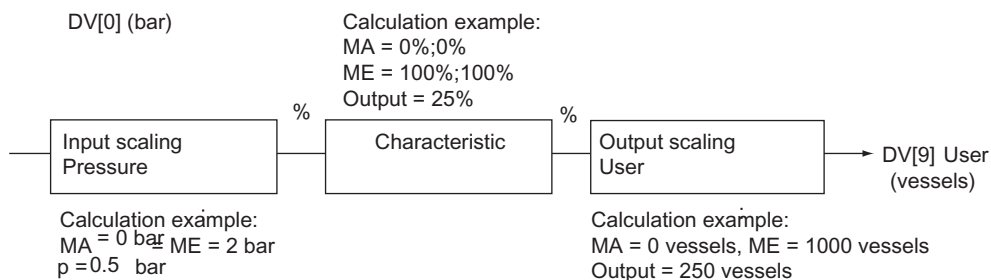 DV[0] (bar)
Calculation example:
MA = 0%;0%
ME = 100%;100%
Output = 25%
%
%
Input scaling
Pressure
Characteristic
Output scaling
User
DV[9] User
(vessels)
Calculation example:
MA = 0 bar = ME = 2 bar
p = 0.5 bar
Calculation example:
MA = 0 vessels, ME = 1000 vessels
Output = 250 vessels